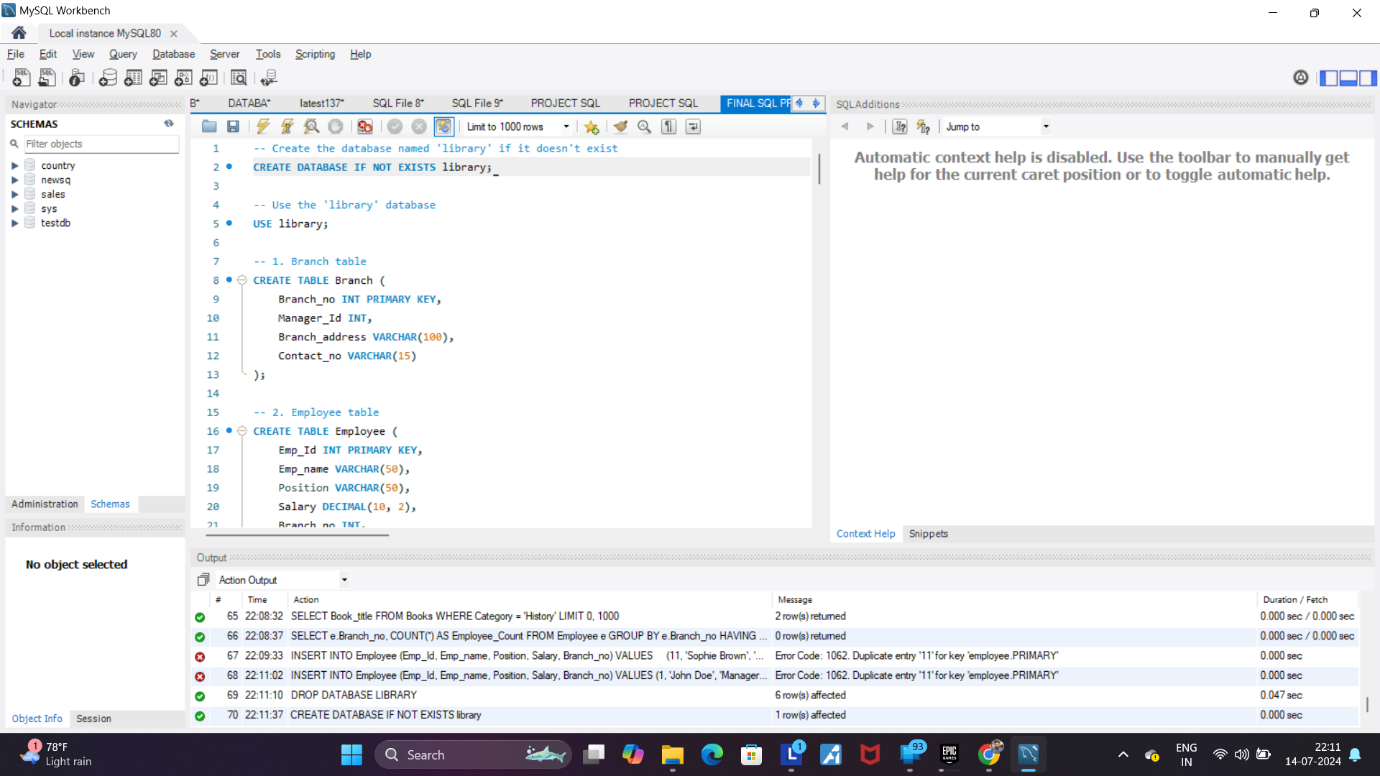 MySQL Workbench
Local instance MySQL80
File Edit View Query Database Server Tools Scripting Help
Navigator
SCHEMAS
Filter objects
country
newsq
sales
sys
testdb
Administration Schemas
Information
No object selected
Object Info Session
B* DATABA* latest137* SQL File 8* SQL File 9* PROJECT SQL PROJECT SQL FINAL SQL PR
Limit to 1000 rows
1 -- Create the database named 'library' if it doesn't exist
2 CREATE DATABASE IF NOT EXISTS library;
3
4 -- Use the 'library' database
5 USE library;
6
7 -- 1. Branch table
8 CREATE TABLE Branch (
9 Branch_no INT PRIMARY KEY,
10 Manager_Id INT,
11 Branch_address VARCHAR(100),
12 Contact_no VARCHAR(15)
13 );
14
15 -- 2. Employee table
16 CREATE TABLE Employee (
17 Emp_Id INT PRIMARY KEY,
18 Emp_name VARCHAR(50),
19 Position VARCHAR(50),
20 Salary DECIMAL(10, 2),
21 Branch_no INT,
SQLAdditions
Jump to
Automatic context help is disabled. Use the toolbar to manually get
help for the current caret position or to toggle automatic help.
Context Help Snippets
Output
Action Output
# Time Action Message Duration / Fetch
65 22:08:32 SELECT Book_title FROM Books WHERE Category = 'History' LIMIT 0, 1000 2 row(s) returned 0.000 sec / 0.000 sec
66 22:08:37 SELECT e.Branch_no, COUNT(*) AS Employee_Count FROM Employee e GROUP BY e.Branch_no HAVING ... 0 row(s) returned 0.000 sec / 0.000 sec
67 22:09:33 INSERT INTO Employee (Emp_Id, Emp_name, Position, Salary, Branch_no) VALUES (11, 'Sophie Brown', '... Error Code: 1062. Duplicate entry '11' for key 'employee.PRIMARY' 0.000 sec
68 22:11:02 INSERT INTO Employee (Emp_Id, Emp_name, Position, Salary, Branch_no) VALUES (1, 'John Doe', 'Manager... Error Code: 1062. Duplicate entry '11' for key 'employee.PRIMARY' 0.000 sec
69 22:11:10 DROP DATABASE LIBRARY 6 row(s) affected 0.047 sec
70 22:11:37 CREATE DATABASE IF NOT EXISTS library 1 row(s) affected 0.000 sec
1
78°F
Light rain
Search
1
93
EPIC GAMES
ENG
IN
22:11
14-07-2024